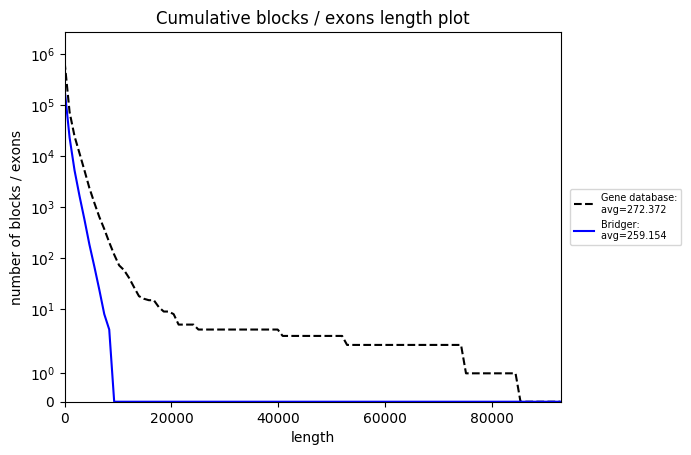 Cumulative blocks / exons length plot
number of blocks / exons
10⁶
10⁵
10⁴
10³
10²
10¹
10⁰
0
0 20000 40000 60000 80000
length
Gene database:
avg=272.372
Bridger:
avg=259.154